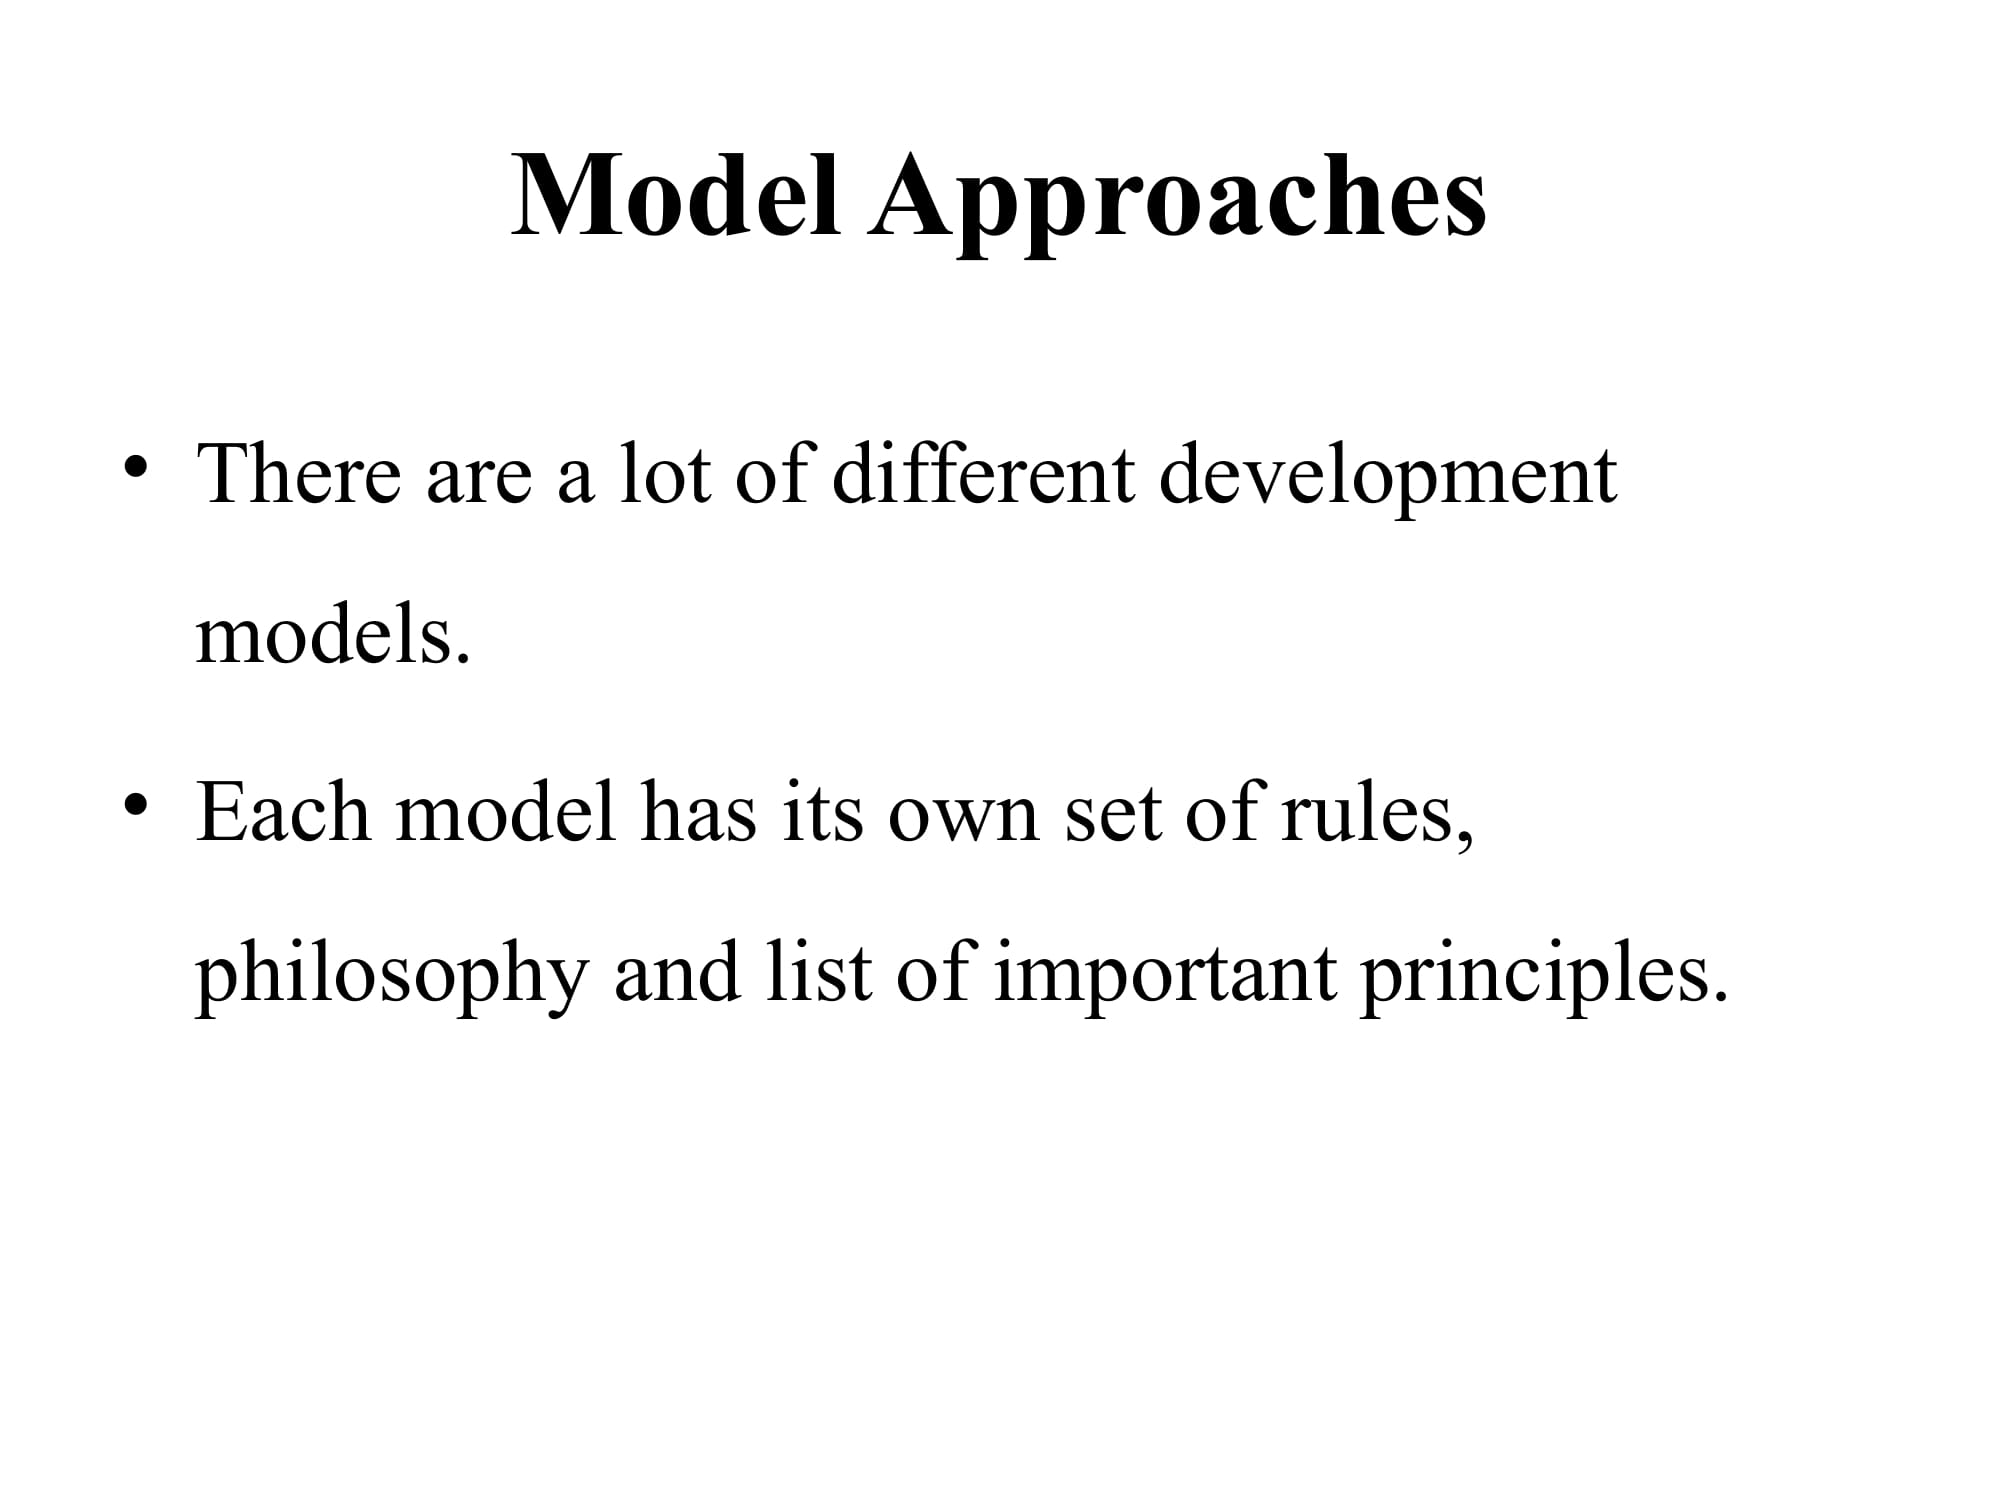 Model Approaches
• There are a lot of different development
models.
• Each model has its own set of rules,
philosophy and list of important principles.